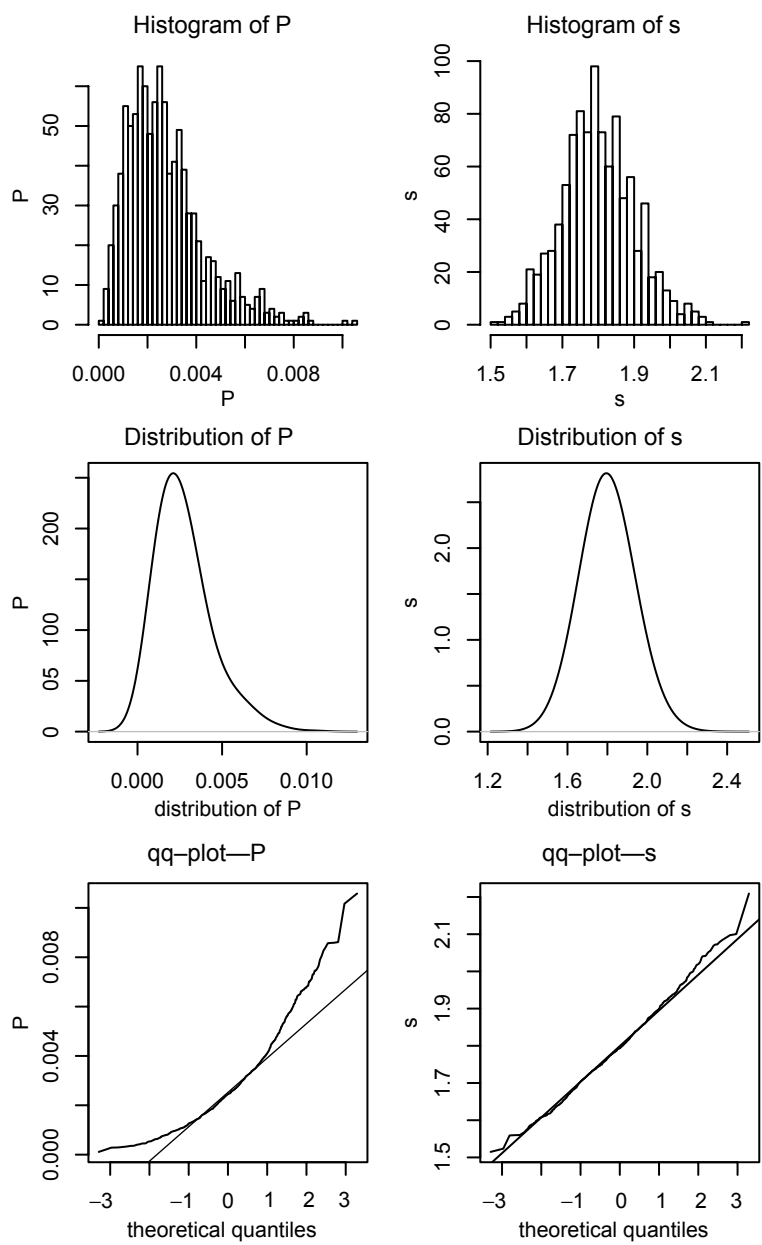 Histogram of P
Histogram of s
P
50
30
10
0
0.000 0.004 0.008
P
s
100
80
60
40
20
0
1.5 1.7 1.9 2.1
s
Distribution of P
Distribution of s
P
200
100
05
0
0.000 0.005 0.010
distribution of P
s
2.0
1.0
0.0
1.2 1.6 2.0 2.4
distribution of s
qq–plot—P
qq–plot—s
P
0.008
0.004
0.000
–3 –1 0 1 2 3
theoretical quantiles
s
2.1
1.9
1.7
1.5
–3 –1 0 1 2 3
theoretical quantiles